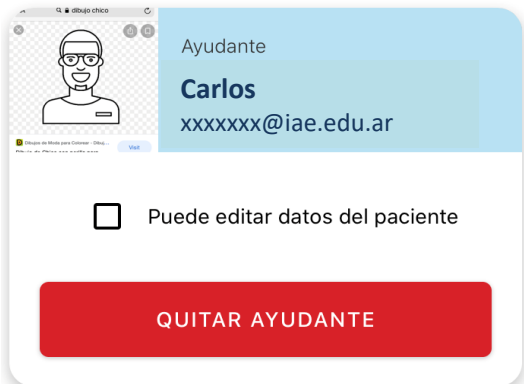 dibujo chico
Ayudante
Carlos
xxxxxxx@iae.edu.ar
Dibujos de Moda para Colorear - Dibuj...
Visit
Puede editar datos del paciente
QUITAR AYUDANTE